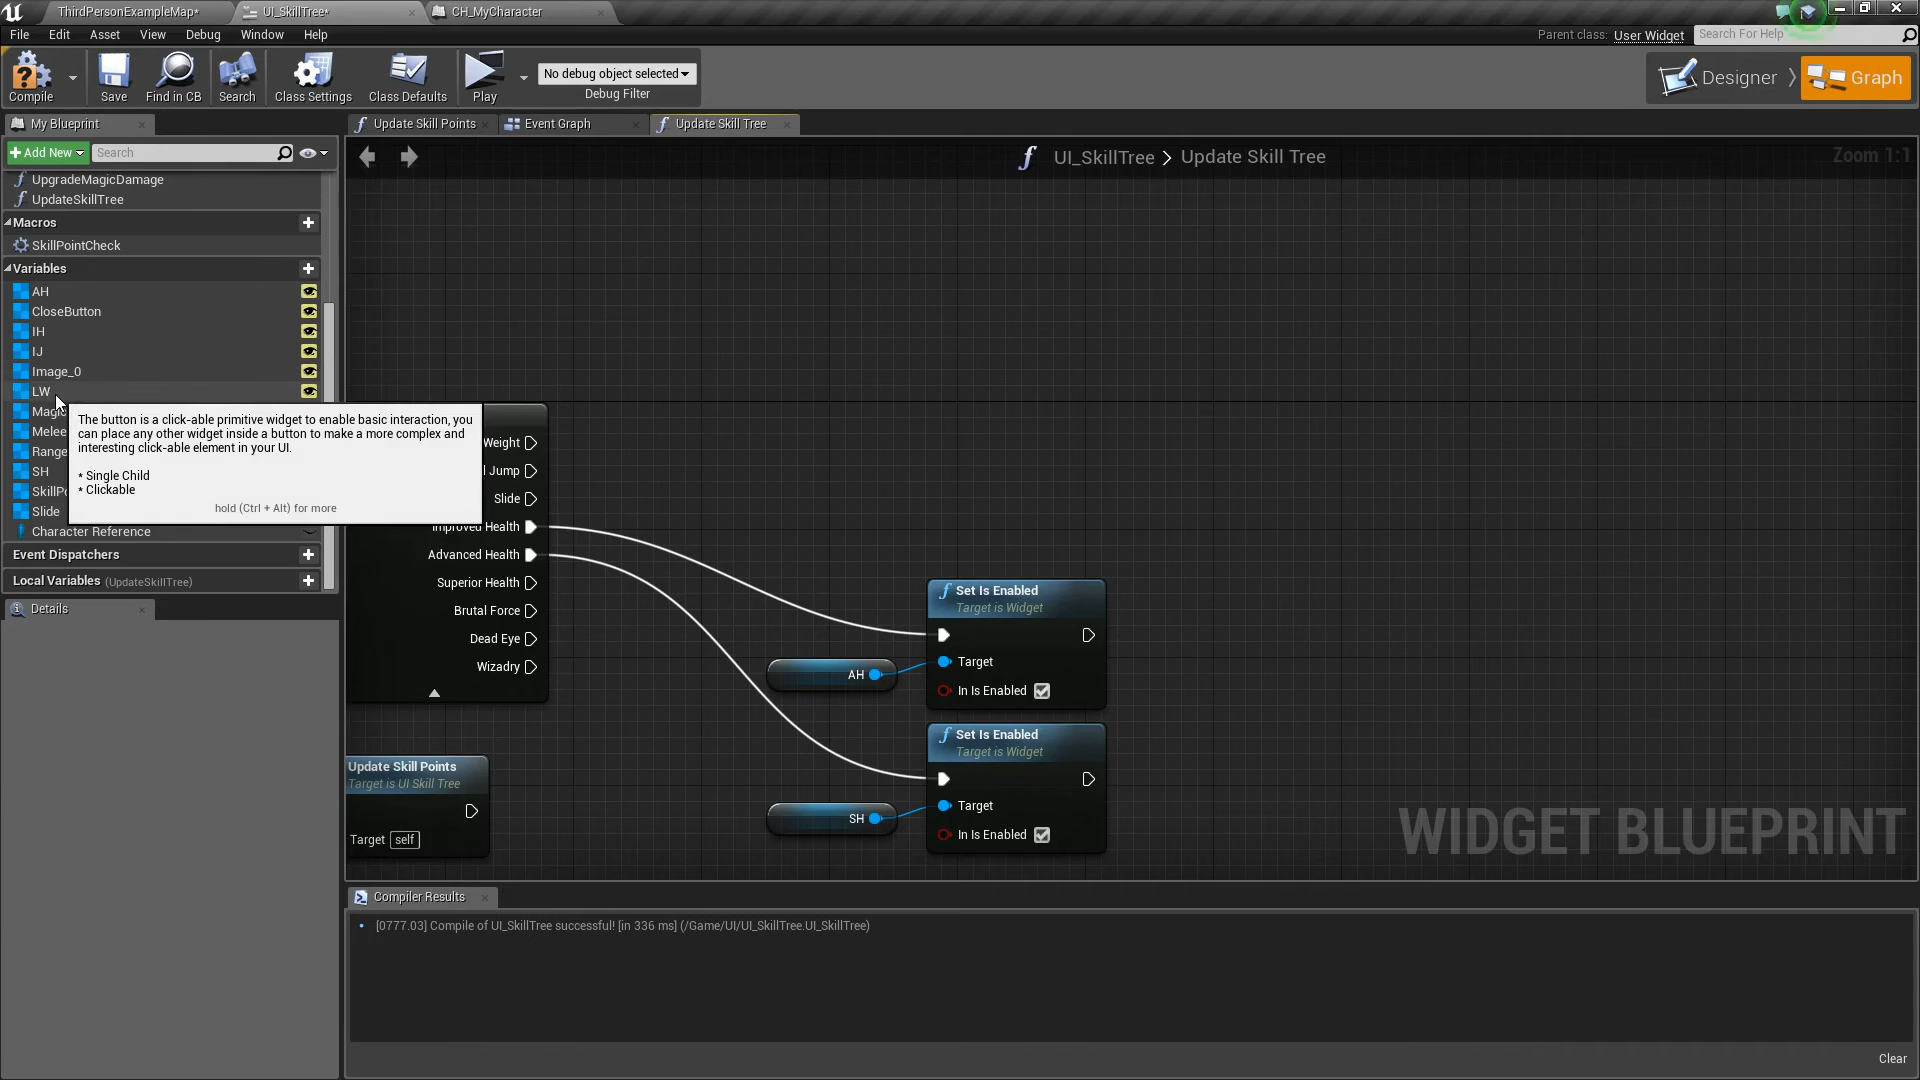 ThirdPersonExampleMap*
UI_SkillTree*
CH_MyCharacter
File Edit Asset View Debug Window Help
Parent class: User Widget
Search For Help
Compile
Save
Find in CB
Search
Class Settings
Class Defaults
Play
No debug object selected
Debug Filter
Designer
Graph
My Blueprint
Update Skill Points
Event Graph
Update Skill Tree
Add New
Search
UI_SkillTree > Update Skill Tree
Zoom 1:1
UpgradeMagicDamage
UpdateSkillTree
Macros
SkillPointCheck
Variables
AH
CloseButton
IH
IJ
Image_0
LW
Magic
Melee
Range
SH
SkillPo
Slide
Character Reference
Event Dispatchers
Local Variables (UpdateSkillTree)
Details
The button is a click-able primitive widget to enable basic interaction, you
can place any other widget inside a button to make a more complex and
interesting click-able element in your UI.
* Single Child
* Clickable
hold (Ctrl + Alt) for more
Weight
l Jump
Slide
Improved Health
Advanced Health
Superior Health
Brutal Force
Dead Eye
Wizadry
Update Skill Points
Target is UI Skill Tree
Target self
Set Is Enabled
Target is Widget
AH
Target
In Is Enabled
Set Is Enabled
Target is Widget
SH
Target
In Is Enabled
WIDGET BLUEPRINT
Compiler Results
[0777.03] Compile of UI_SkillTree successful! [in 336 ms] (/Game/UI/UI_SkillTree.UI_SkillTree)
Clear